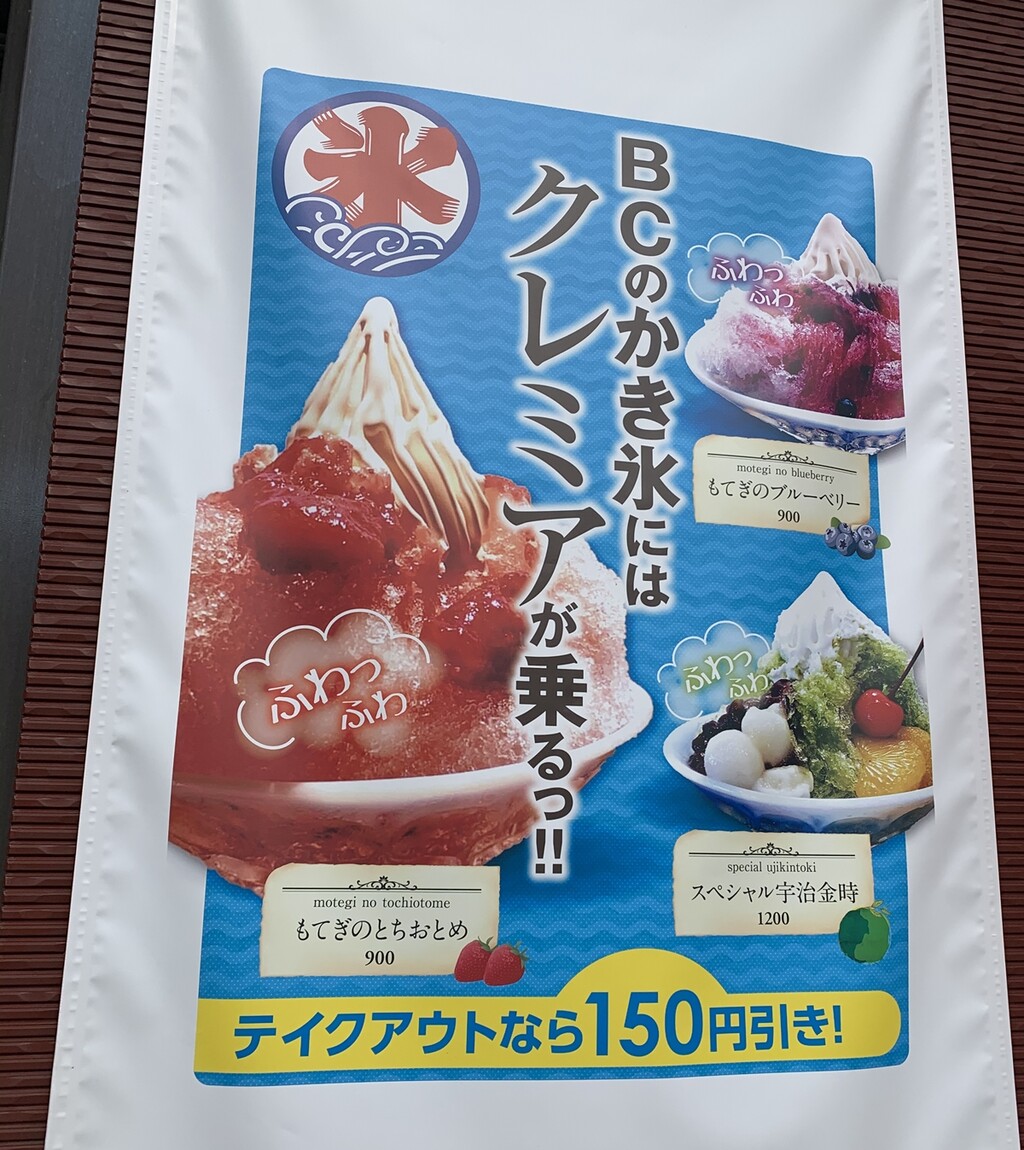 氷
BCのかき氷には
クレミアが乗るっ!!
ふわっ
ふわ
motegi no blueberry
もてぎのブルーベリー
900
ふわっ
ふわ
special ujikintoki
スペシャル宇治金時
1200
ふわっ
ふわ
motegi no tochiotome
もてぎのとちおとめ
900
テイクアウトなら150円引き!